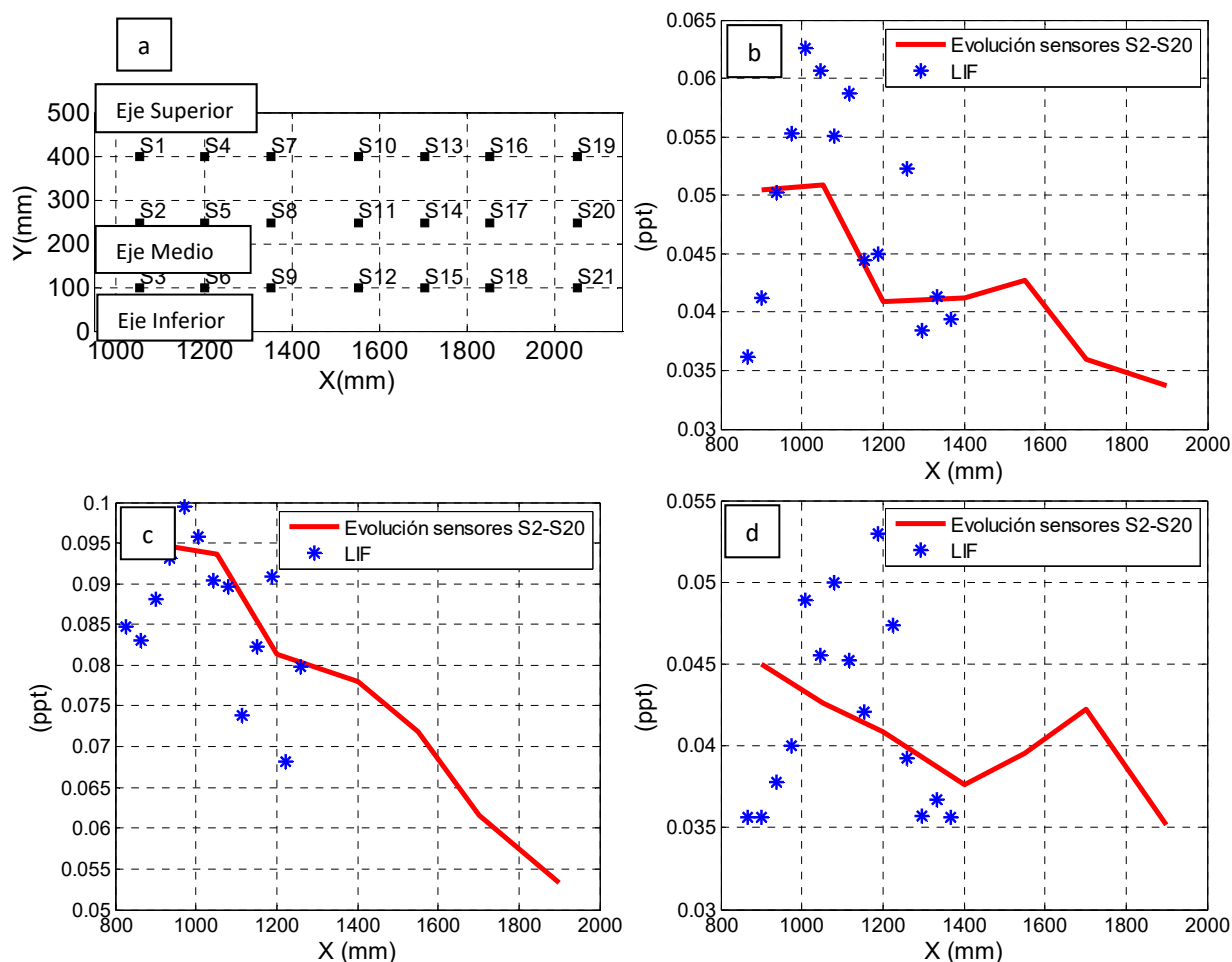 a
Eje Superior
500
400
300
200
100
0
Y(mm)
S1 S4 S7 S10 S13 S16 S19
S2 S5 S8 S11 S14 S17 S20
Eje Medio
S3 S6 S9 S12 S15 S18 S21
Eje Inferior
1000 1200 1400 1600 1800 2000
X(mm)
b
Evolución sensores S2-S20
LIF
0.065
0.06
0.055
0.05
0.045
0.04
0.035
0.03
(ppt)
800 1000 1200 1400 1600 1800 2000
X (mm)
c
Evolución sensores S2-S20
LIF
0.1
0.095
0.09
0.085
0.08
0.075
0.07
0.065
0.06
0.055
0.05
(ppt)
800 1000 1200 1400 1600 1800 2000
X (mm)
d
Evolución sensores S2-S20
LIF
0.055
0.05
0.045
0.04
0.035
0.03
(ppt)
800 1000 1200 1400 1600 1800 2000
X (mm)